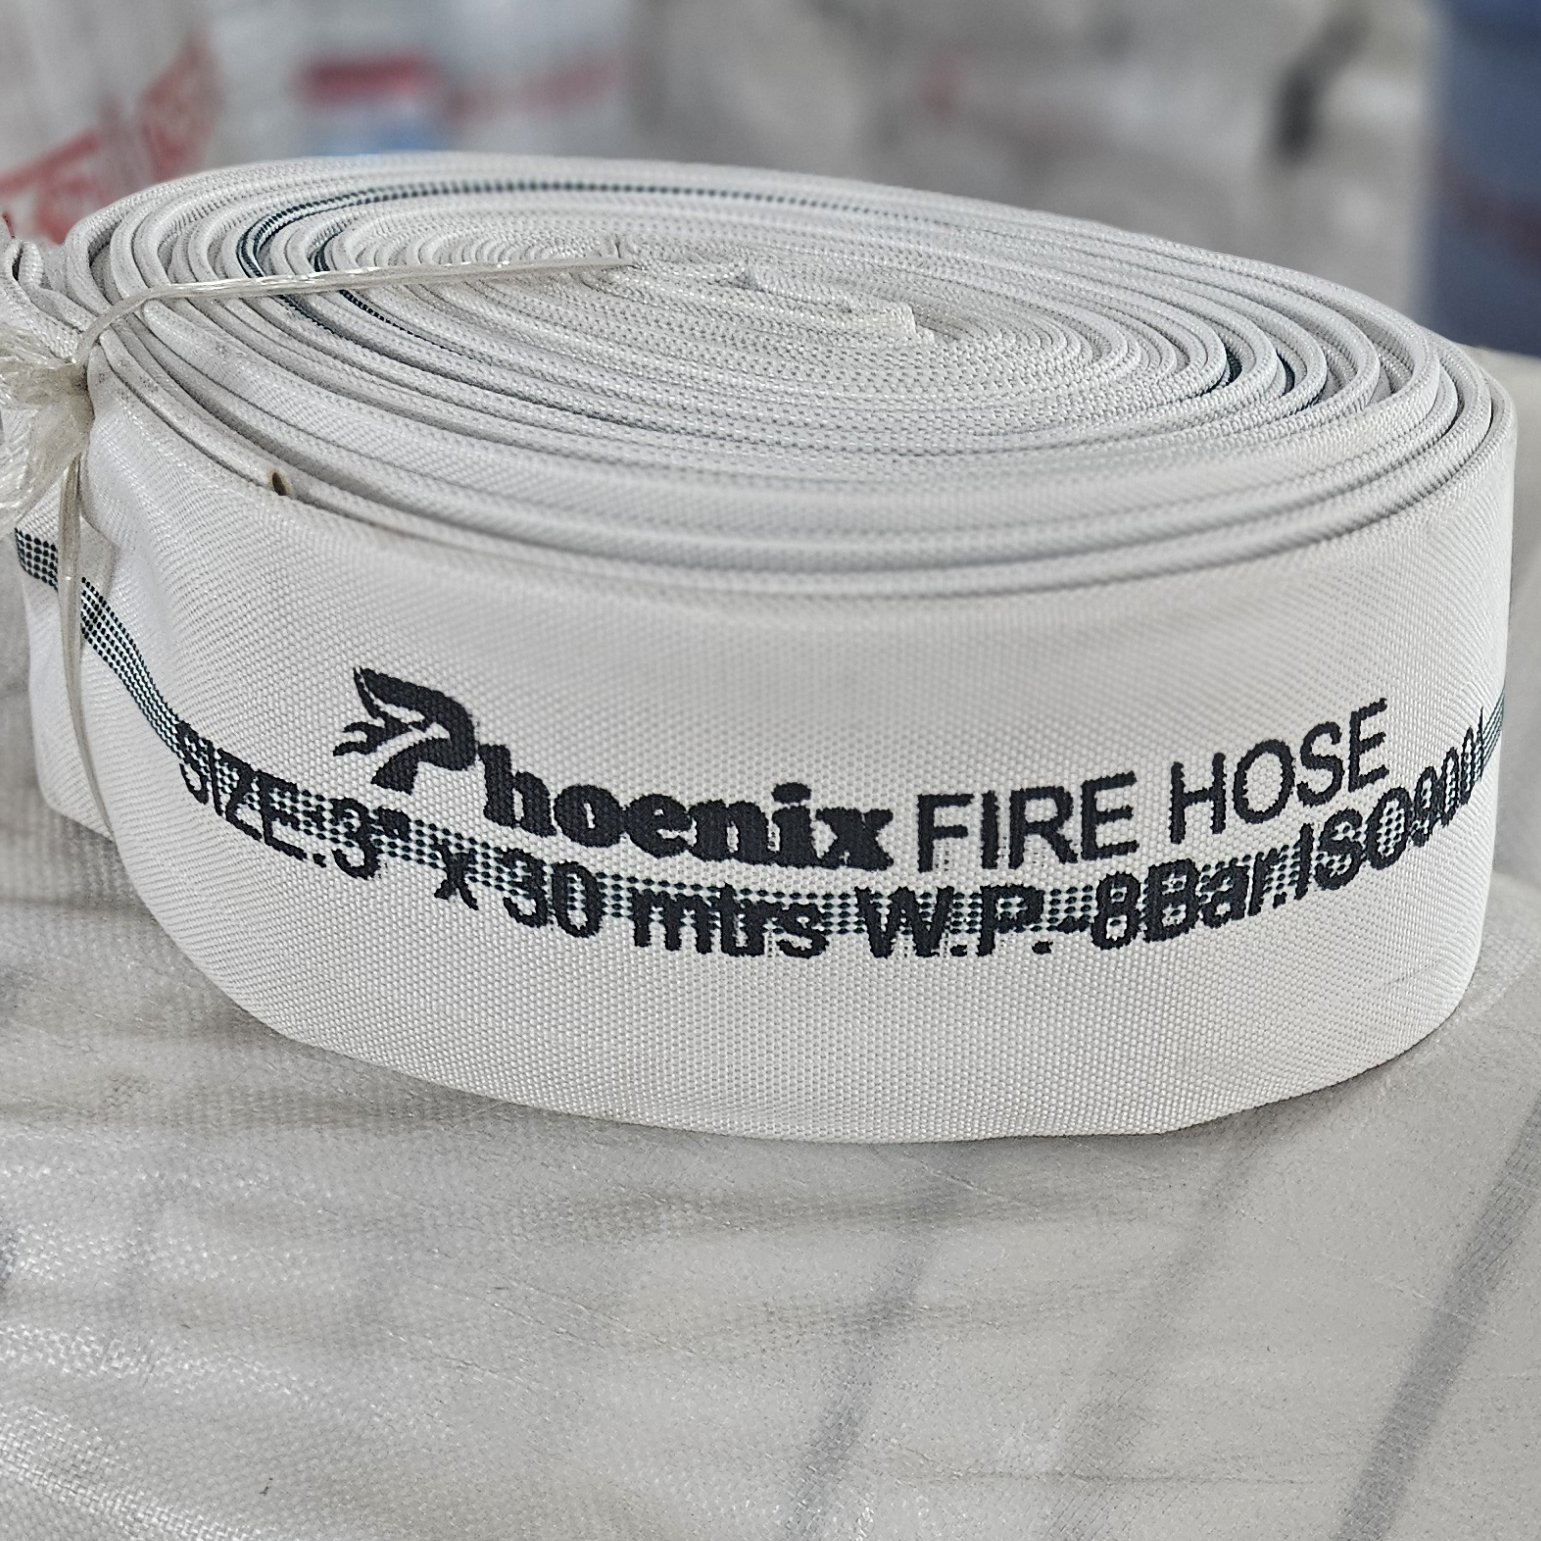 Phoenix FIRE HOSE
SIZE:3" x 30 mtrs W.P.-8Bar.ISO9001